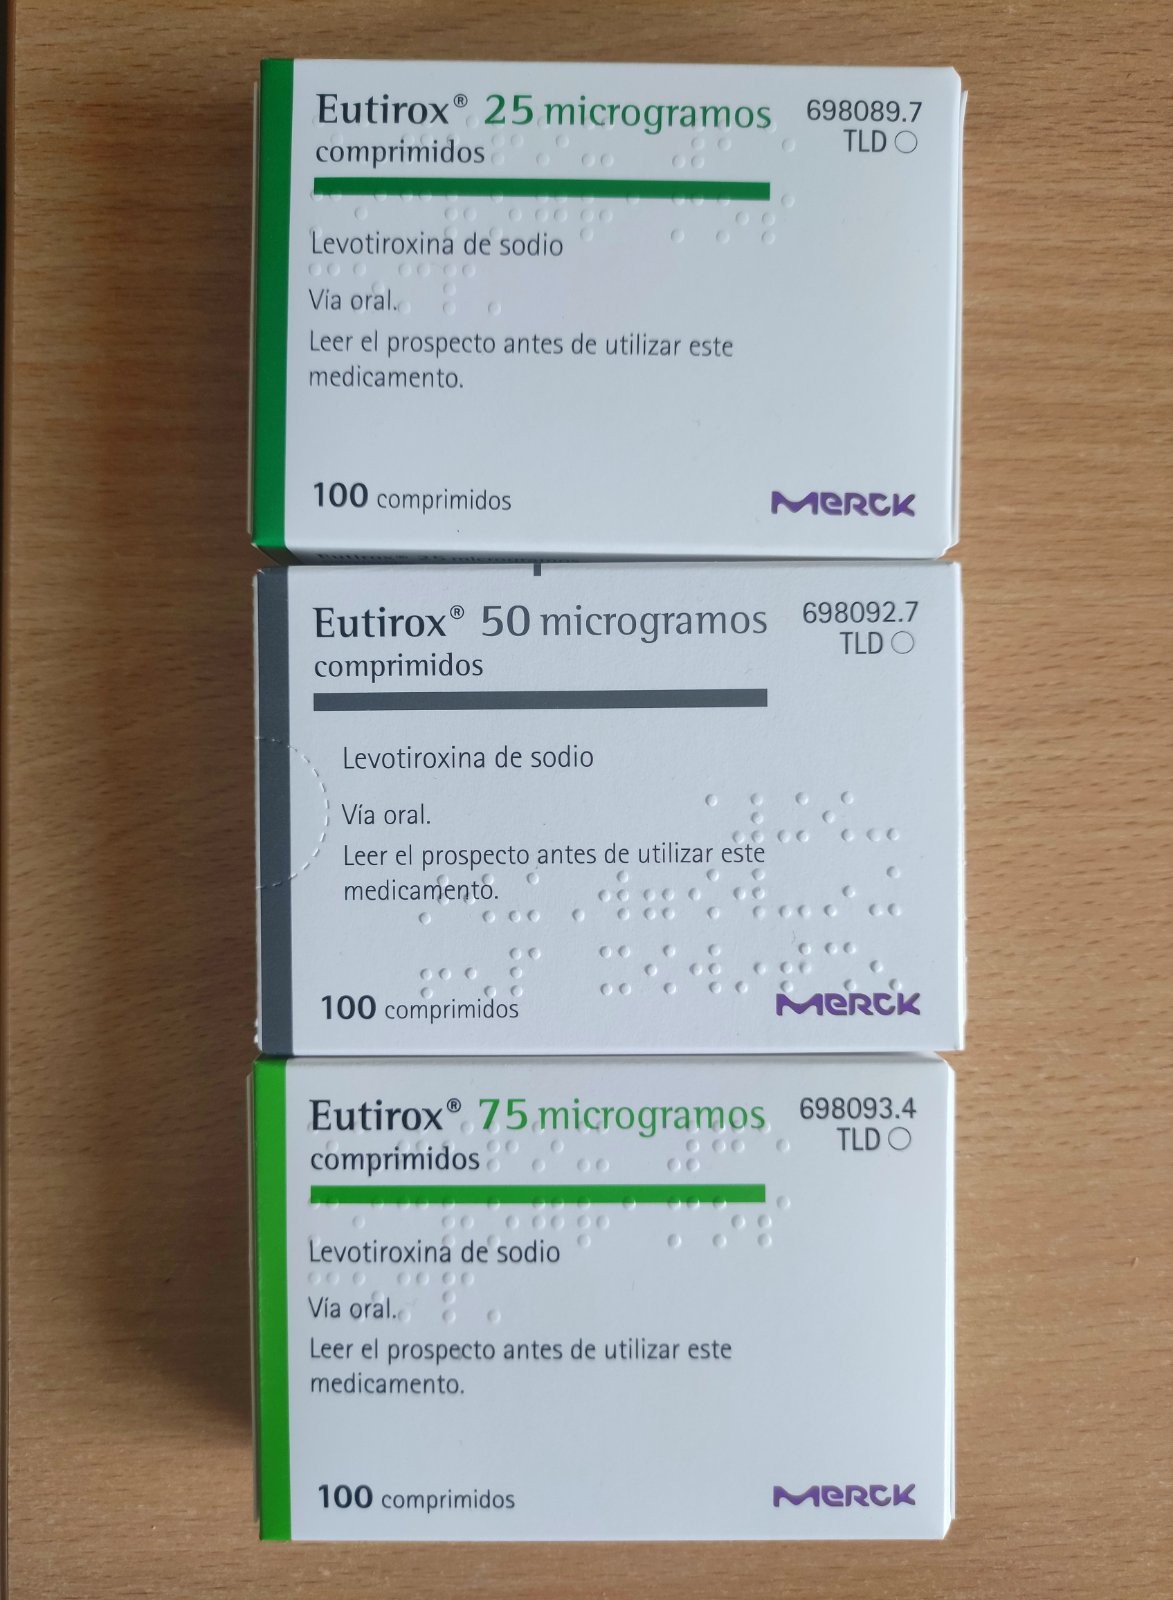 Eutirox® 25 microgramos
comprimidos
698089.7
TLD ○
Levotiroxina de sodio
Vía oral.
Leer el prospecto antes de utilizar este
medicamento.
100 comprimidos
MERCK
Eutirox® 25 microgramos
Eutirox® 50 microgramos
comprimidos
698092.7
TLD ○
Levotiroxina de sodio
Vía oral.
Leer el prospecto antes de utilizar este
medicamento.
100 comprimidos
MERCK
Eutirox® 75 microgramos
comprimidos
698093.4
TLD ○
Levotiroxina de sodio
Vía oral.
Leer el prospecto antes de utilizar este
medicamento.
100 comprimidos
MERCK